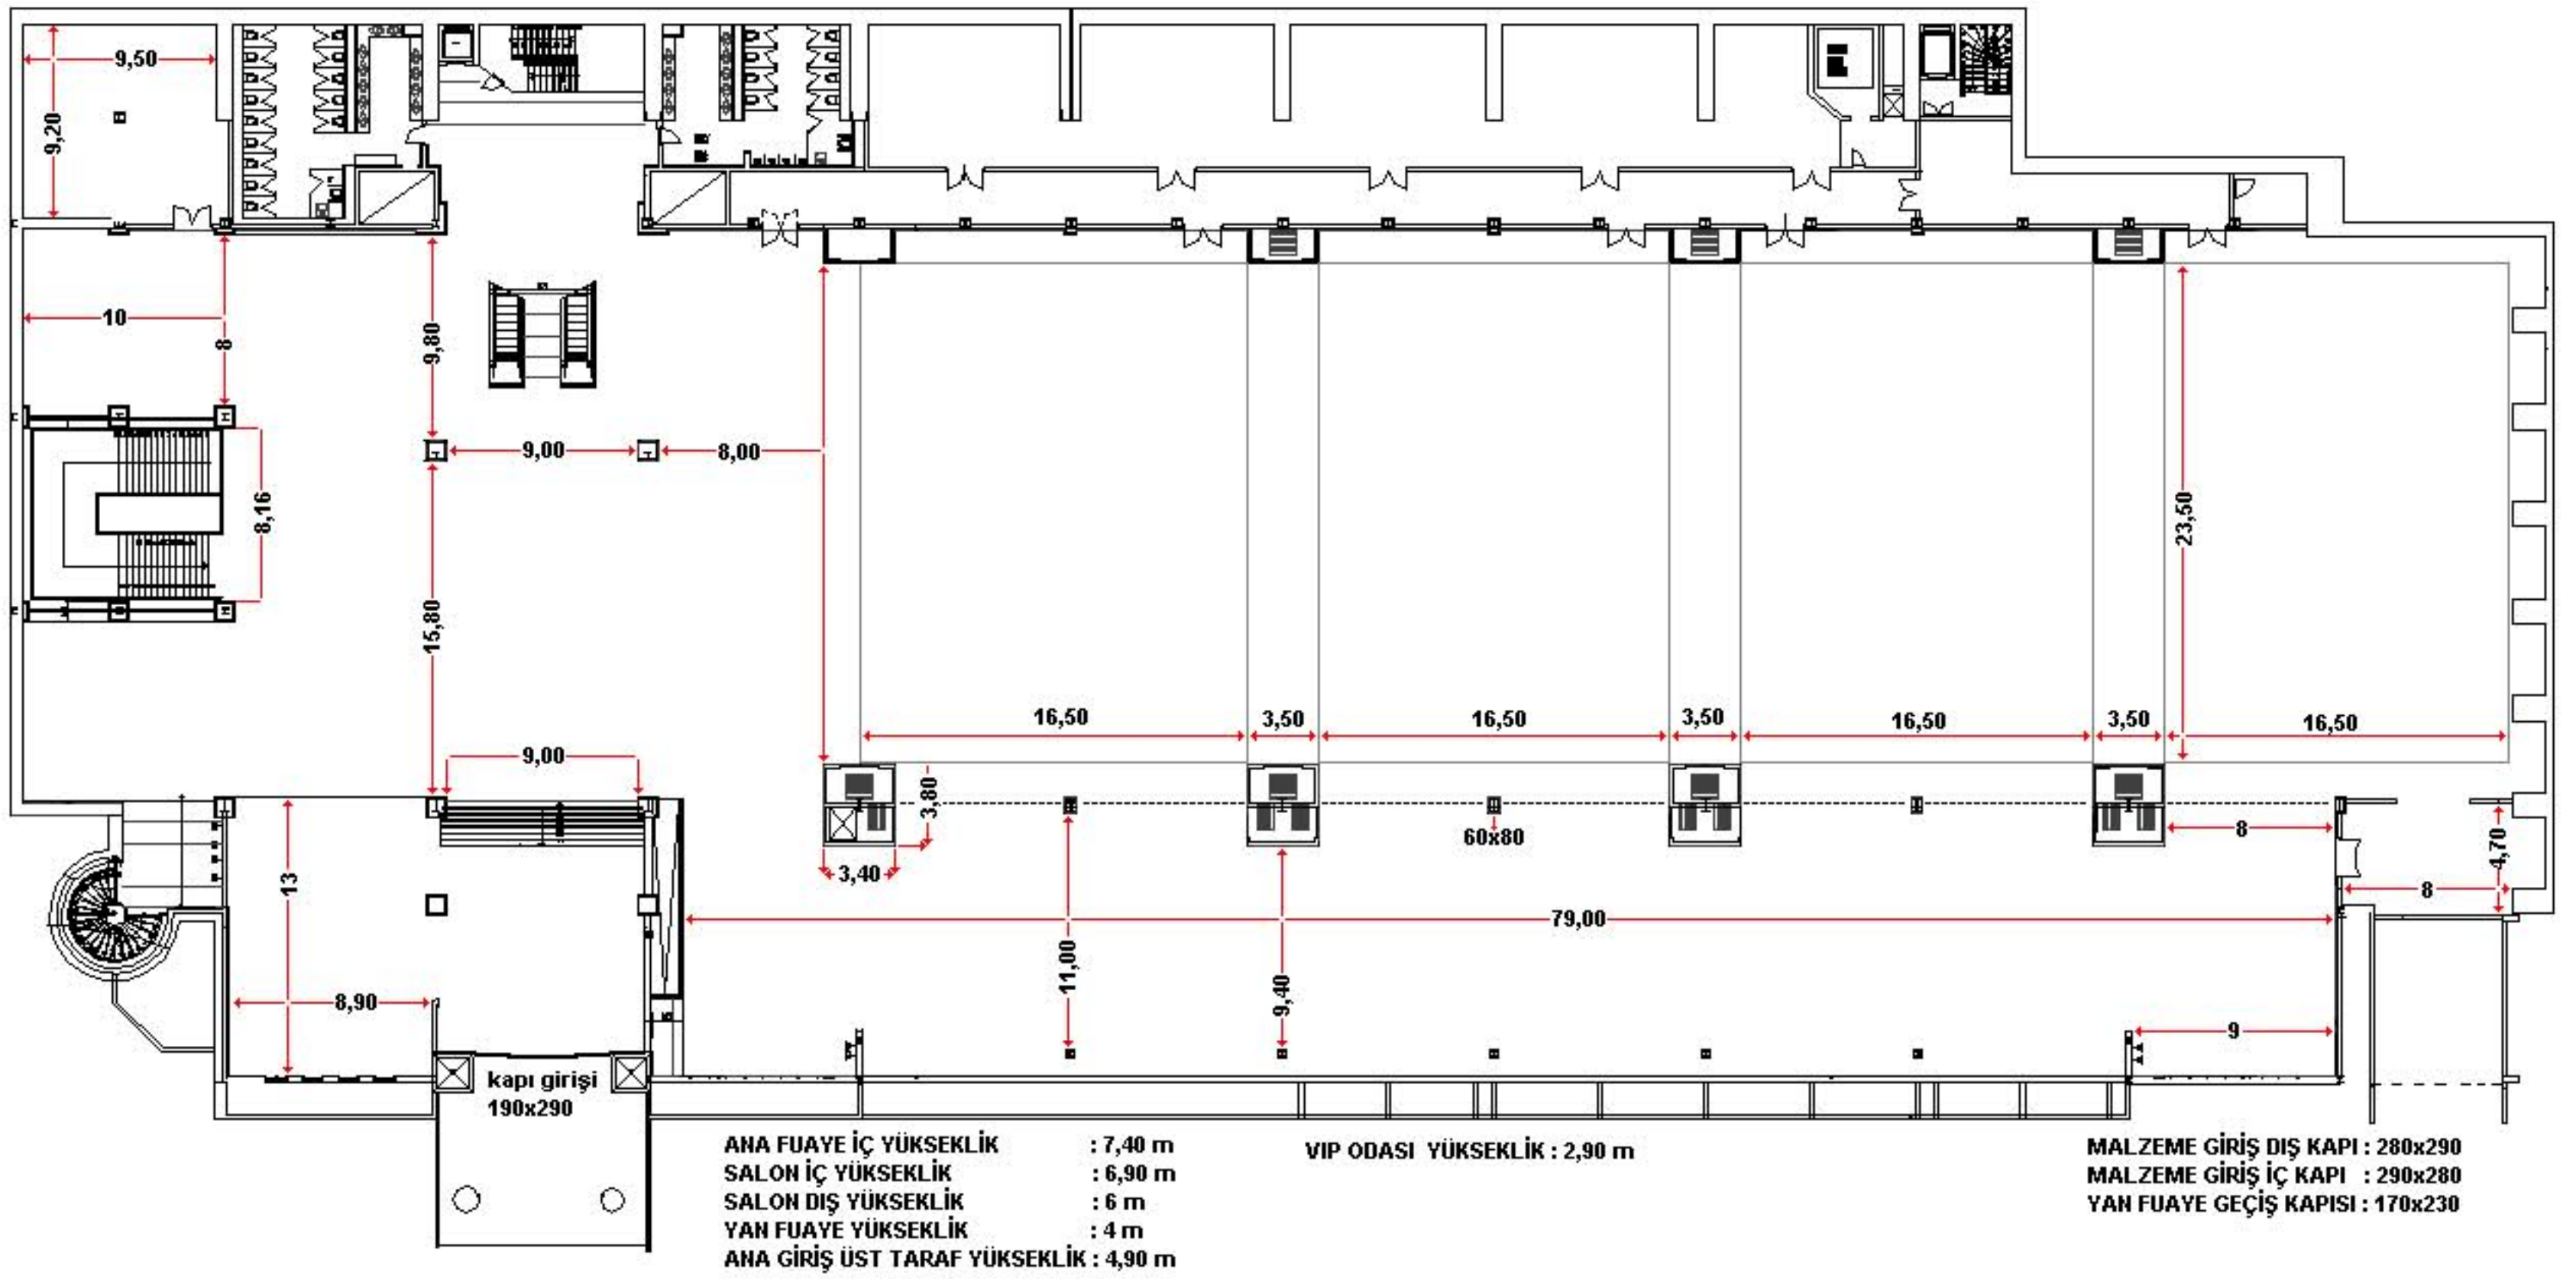 9,50
9,20
10
8
9,80
9,00
8,00
8,16
23,50
15,80
16,50
3,50
16,50
3,50
16,50
3,50
16,50
9,00
3,80
60x80
8
4,70
3,40
13
8
79,00
11,00
9,40
8,90
9
kapı girişi
190x290
ANA FUAYE İÇ YÜKSEKLİK : 7,40 m
SALON İÇ YÜKSEKLİK : 6,90 m
SALON DIŞ YÜKSEKLİK : 6 m
YAN FUAYE YÜKSEKLİK : 4 m
ANA GİRİŞ ÜST TARAF YÜKSEKLİK : 4,90 m
VIP ODASI YÜKSEKLİK : 2,90 m
MALZEME GİRİŞ DIŞ KAPI : 280x290
MALZEME GİRİŞ İÇ KAPI : 290x280
YAN FUAYE GEÇİŞ KAPISI : 170x230